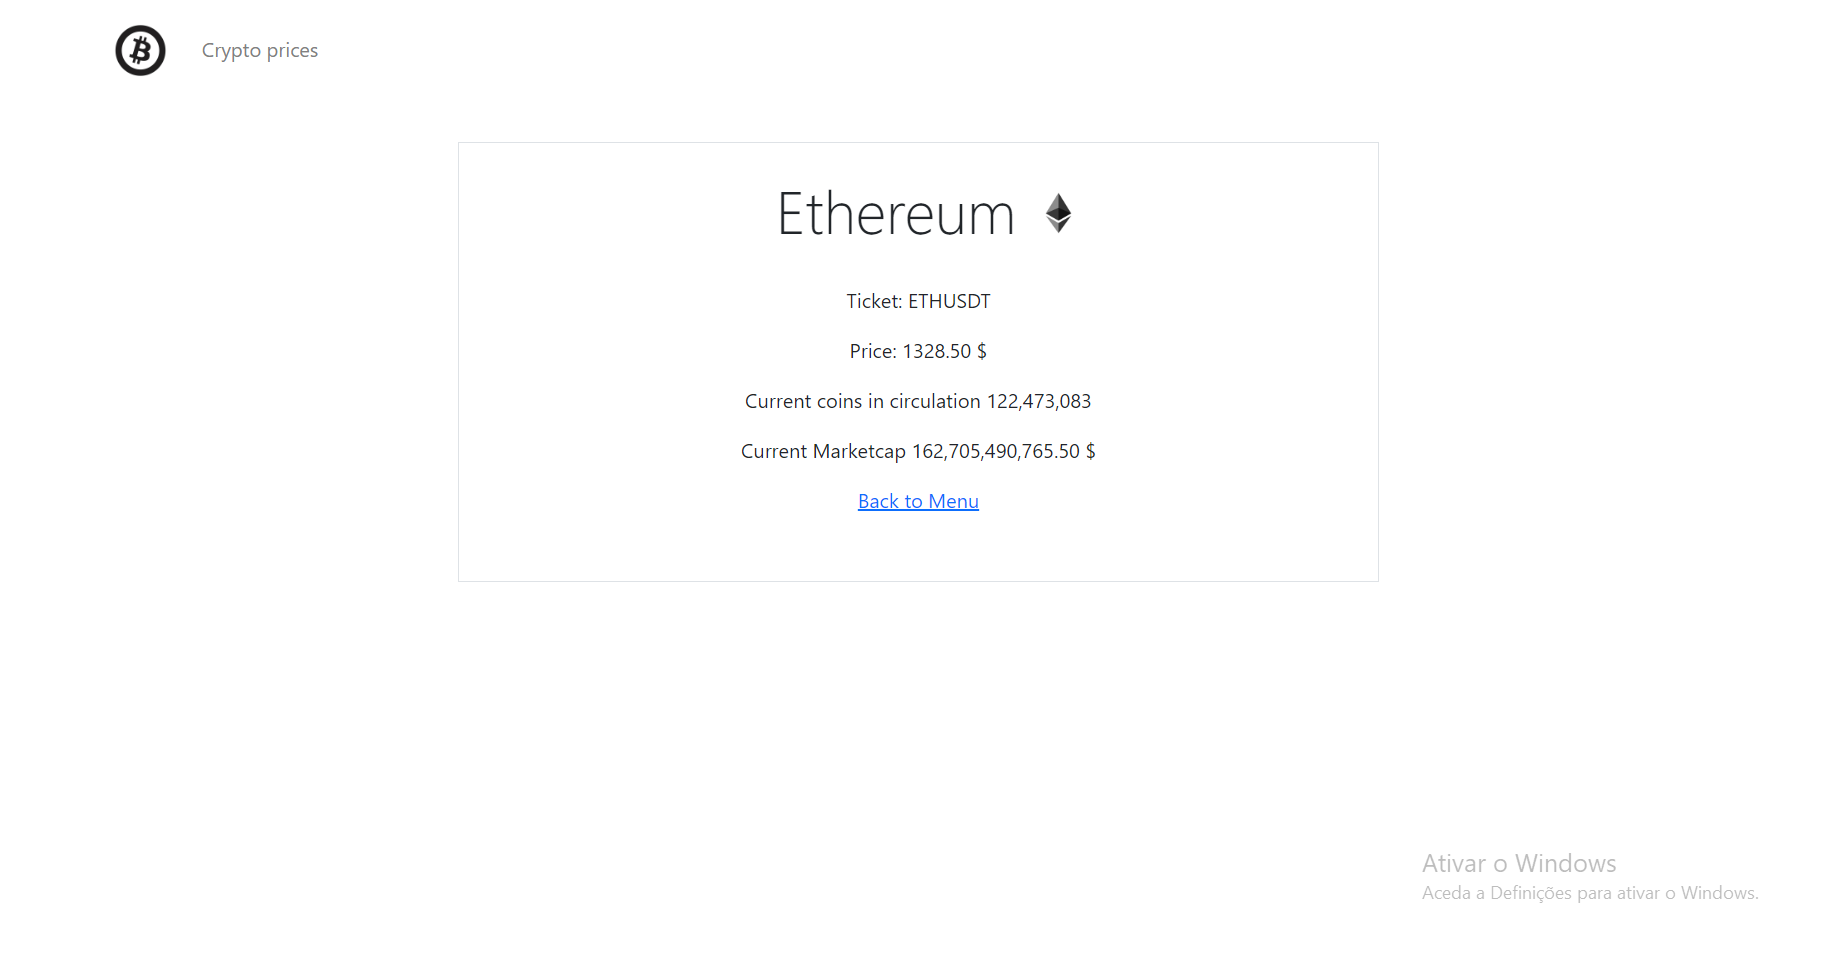 Crypto prices
Ethereum
Ticket: ETHUSDT
Price: 1328.50 $
Current coins in circulation 122,473,083
Current Marketcap 162,705,490,765.50 $
Back to Menu
Ativar o Windows
Aceda a Definições para ativar o Windows.